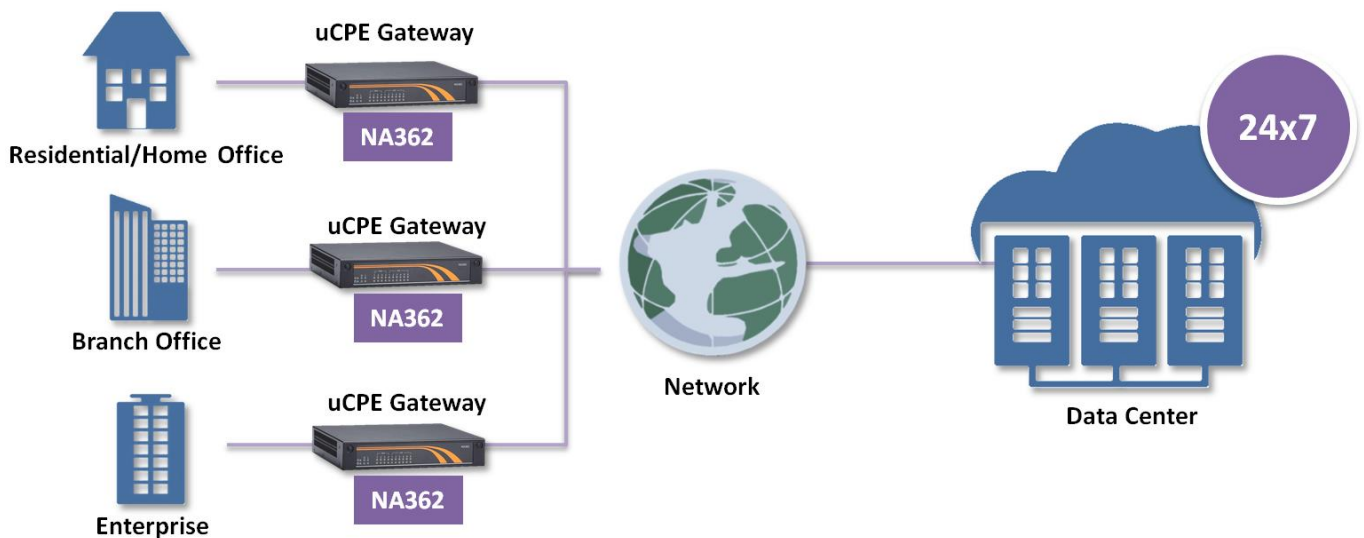 uCPE Gateway
NA362
Residential/Home Office
uCPE Gateway
NA362
Branch Office
uCPE Gateway
NA362
Enterprise
Network
24x7
Data Center